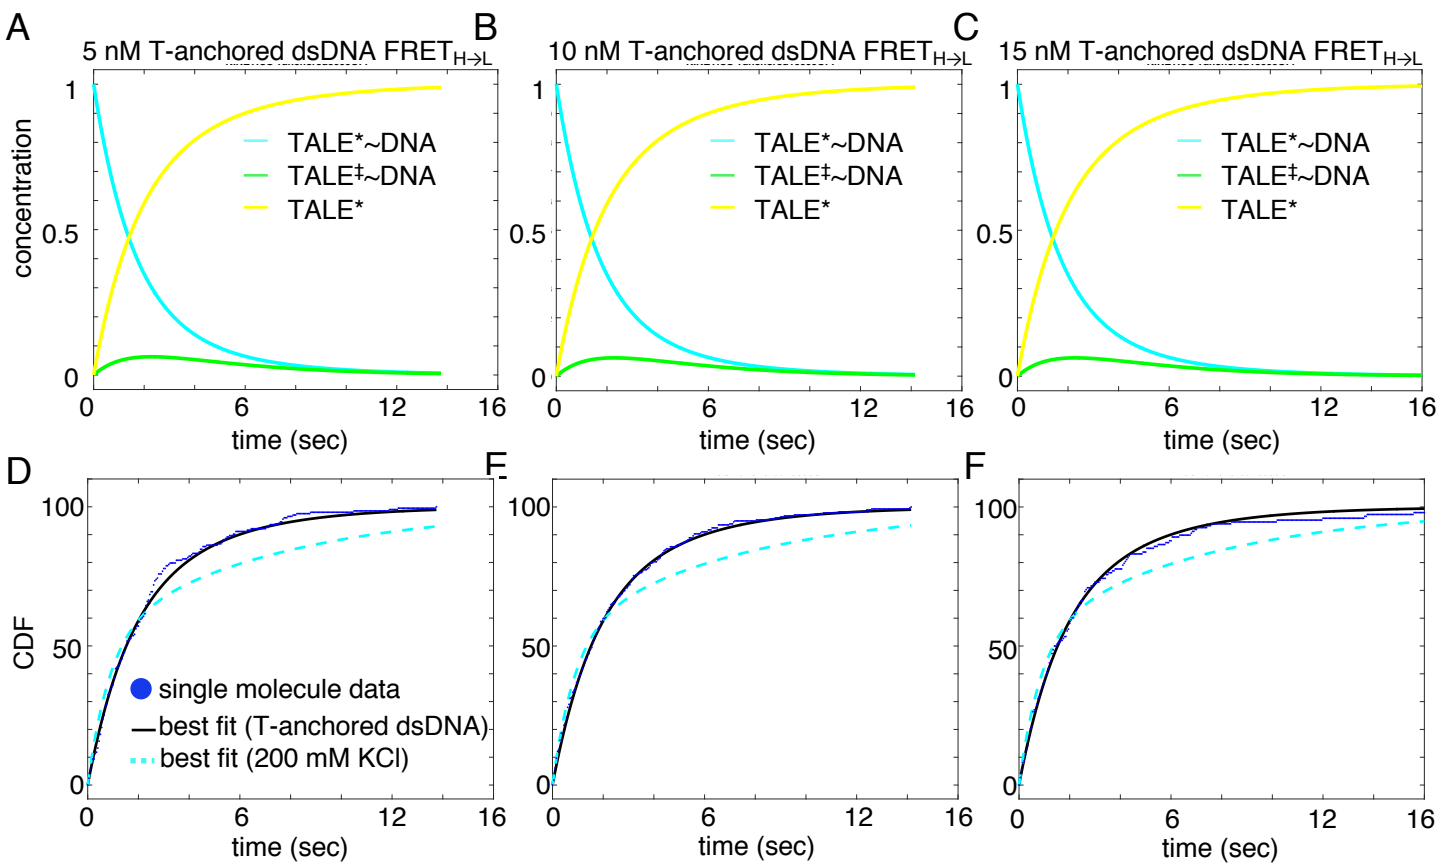 A
5 nM T-anchored dsDNA FRET H→L
1
0.5
0
concentration
TALE*~DNA
TALE‡~DNA
TALE*
0 6 12 16
time (sec)
B
10 nM T-anchored dsDNA FRET H→L
1
0.5
0
TALE*~DNA
TALE‡~DNA
TALE*
0 6 12 16
time (sec)
C
15 nM T-anchored dsDNA FRET H→L
1
0.5
0
TALE*~DNA
TALE‡~DNA
TALE*
0 6 12 16
time (sec)
D
100
50
0
CDF
single molecule data
best fit (T-anchored dsDNA)
best fit (200 mM KCl)
0 6 12 16
time (sec)
E
100
50
0
0 6 12 16
time (sec)
F
100
50
0
0 6 12 16
time (sec)